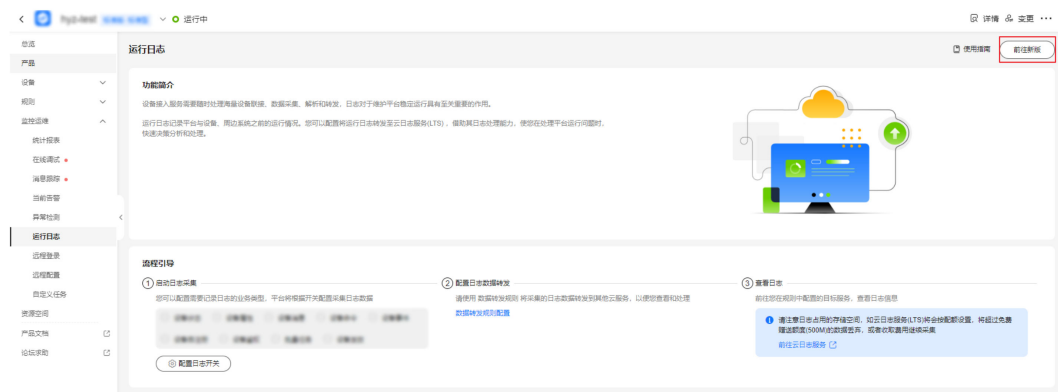 运行中
详情
变更
总览
产品
设备
规则
监控运维
统计报表
在线调试
消息跟踪
当前告警
异常检测
运行日志
远程登录
远程配置
自定义任务
资源空间
产品文档
论坛求助
运行日志
使用指南
前往新版
功能简介
设备接入服务需要随时处理海量设备联接、数据采集、解析和转发，日志对于维护平台稳定运行具有至关重要的作用。
运行日志记录平台与设备、周边系统之前的运行情况。您可以配置将运行日志转发至云日志服务(LTS)，借助其日志处理能力，使您在处理平台运行问题时，
快速决策分析和处理。
流程引导
1 启动日志采集
您可以配置需要记录日志的业务类型，平台将根据开关配置采集日志数据
配置日志开关
2 配置日志数据转发
请使用 数据转发规则 将采集的日志数据转发到其他云服务，以便您查看和处理
数据转发规则配置
3 查看日志
前往您在规则中配置的目标服务，查看日志信息
请注意日志占用的存储空间，如云日志服务(LTS)将会按配额设置，将超过免费
赠送额度(500M)的数据丢弃，或者收取费用继续采集
前往云日志服务